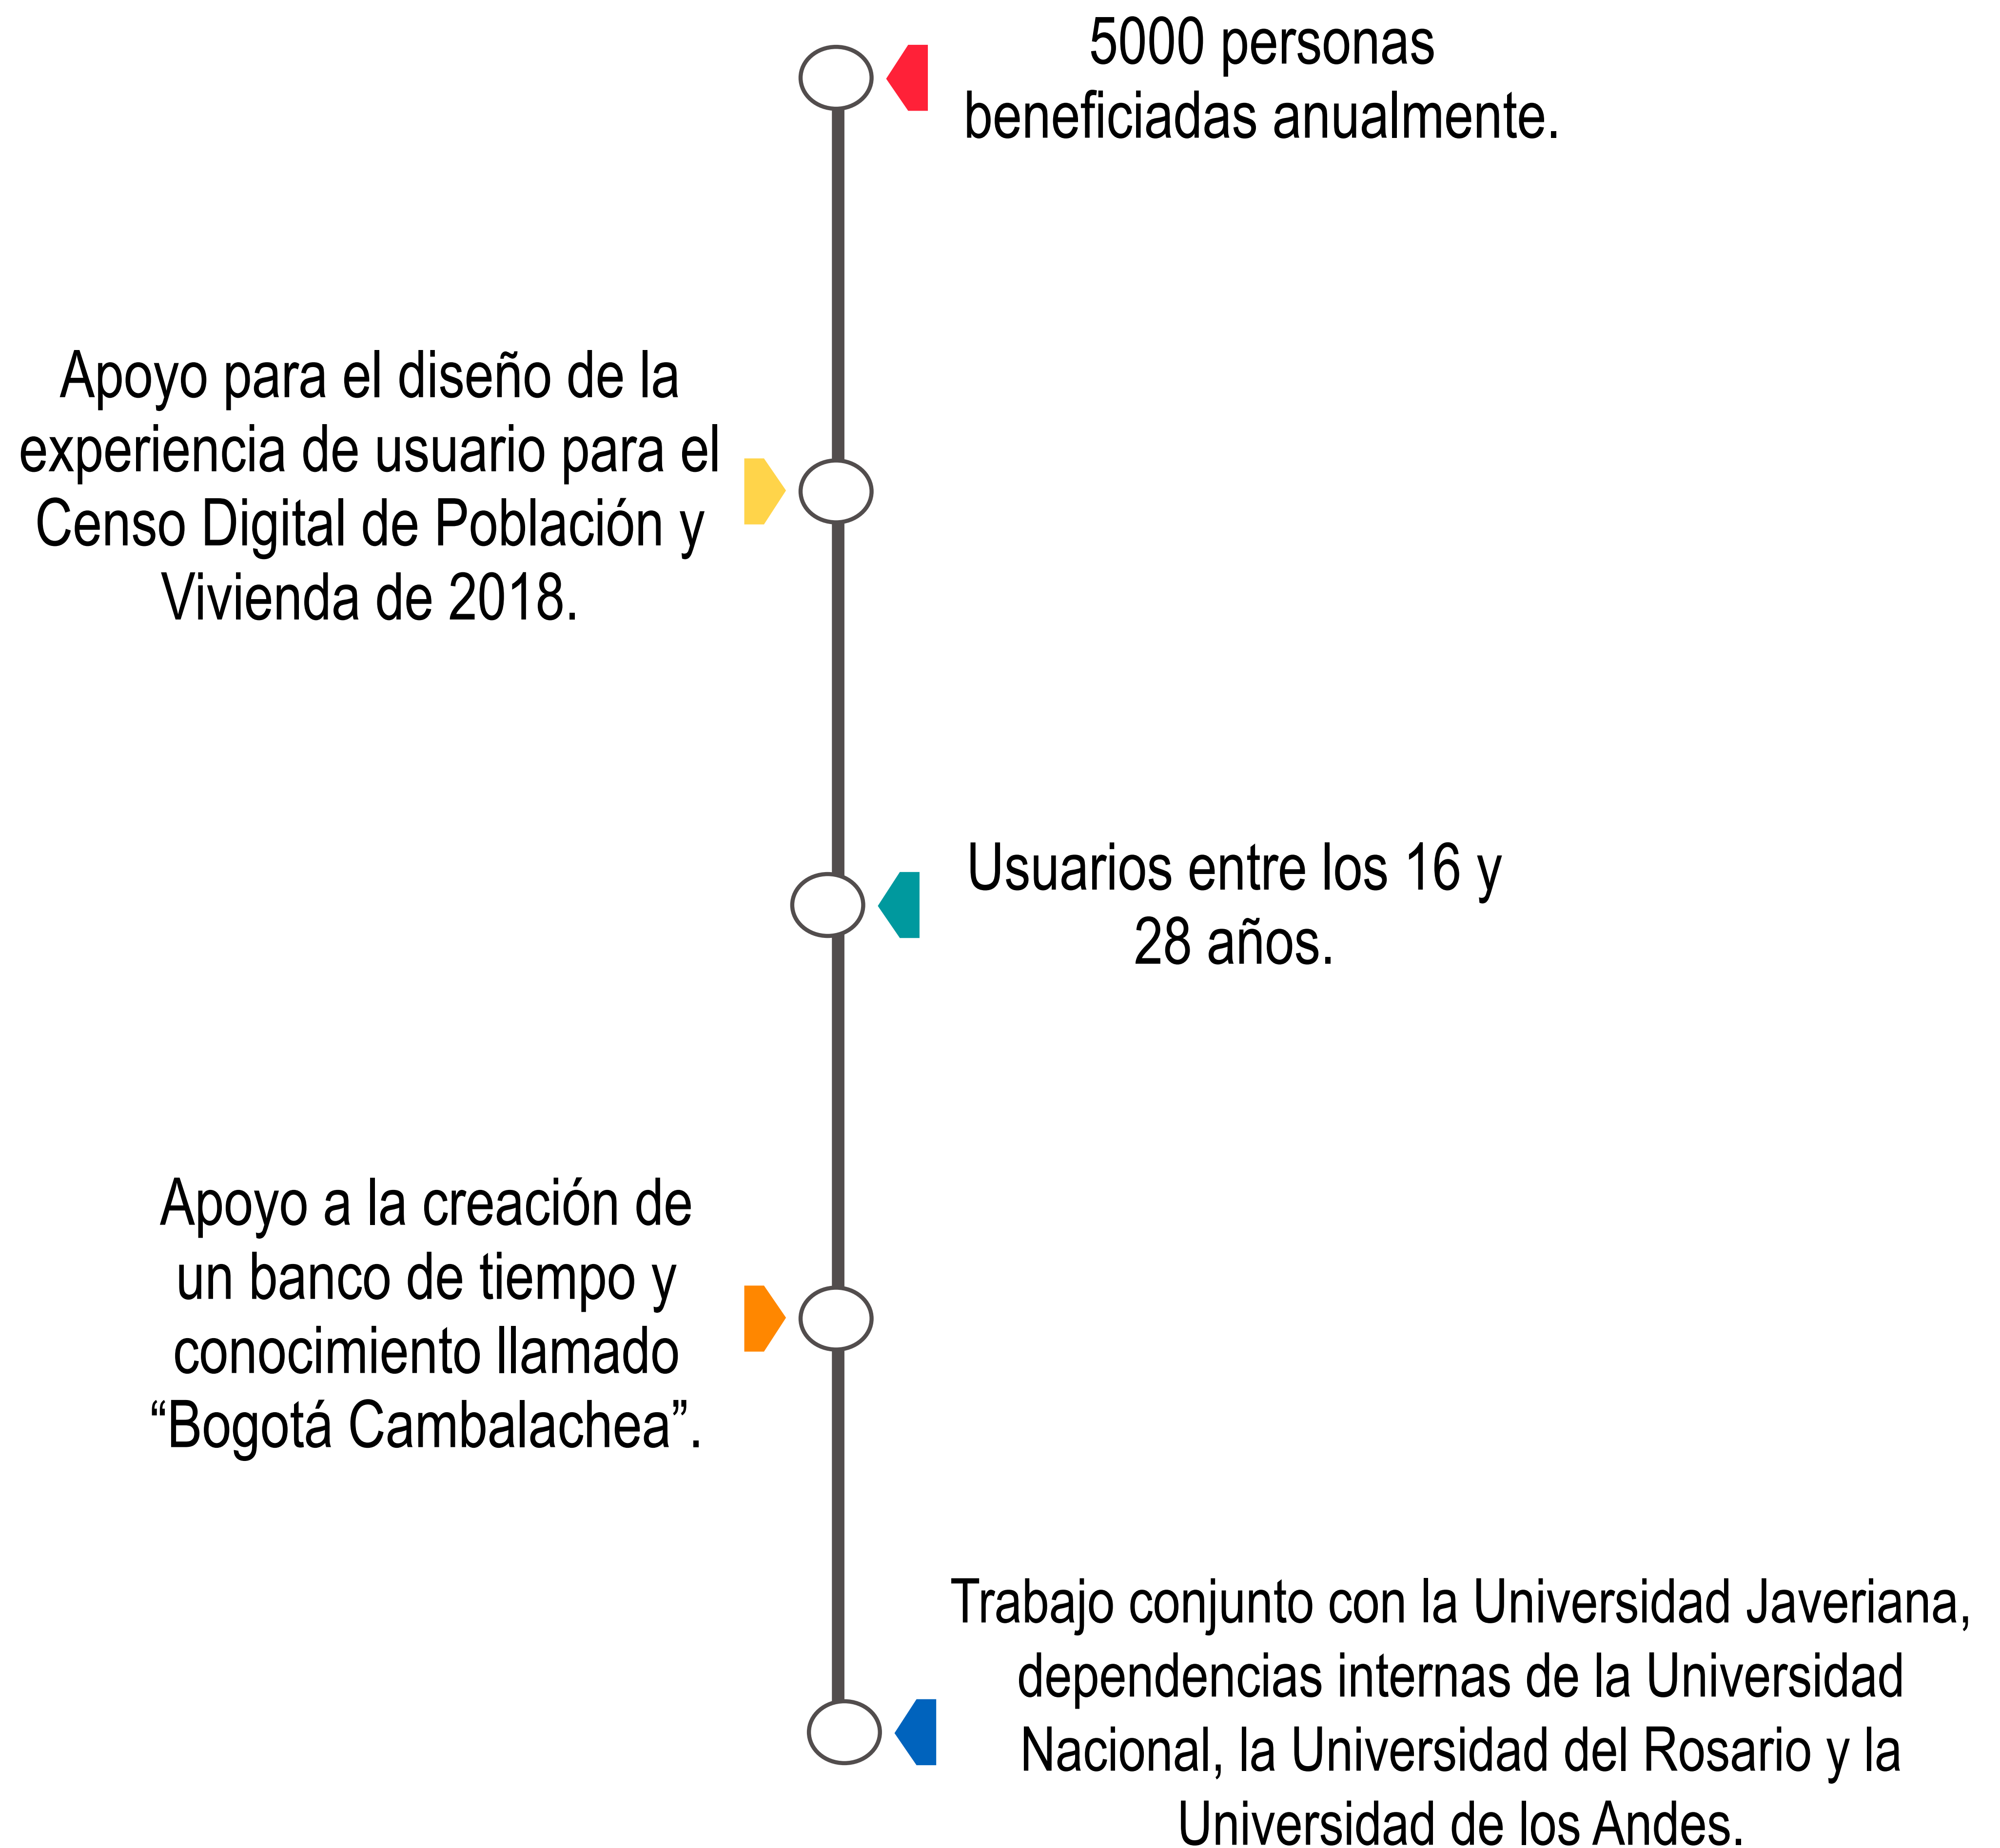 5000 personas
beneficiadas anualmente.
Apoyo para el diseño de la
experiencia de usuario para el
Censo Digital de Población y
Vivienda de 2018.
Usuarios entre los 16 y
28 años.
Apoyo a la creación de
un banco de tiempo y
conocimiento llamado
“Bogotá Cambalachea”.
Trabajo conjunto con la Universidad Javeriana,
dependencias internas de la Universidad
Nacional, la Universidad del Rosario y la
Universidad de los Andes.